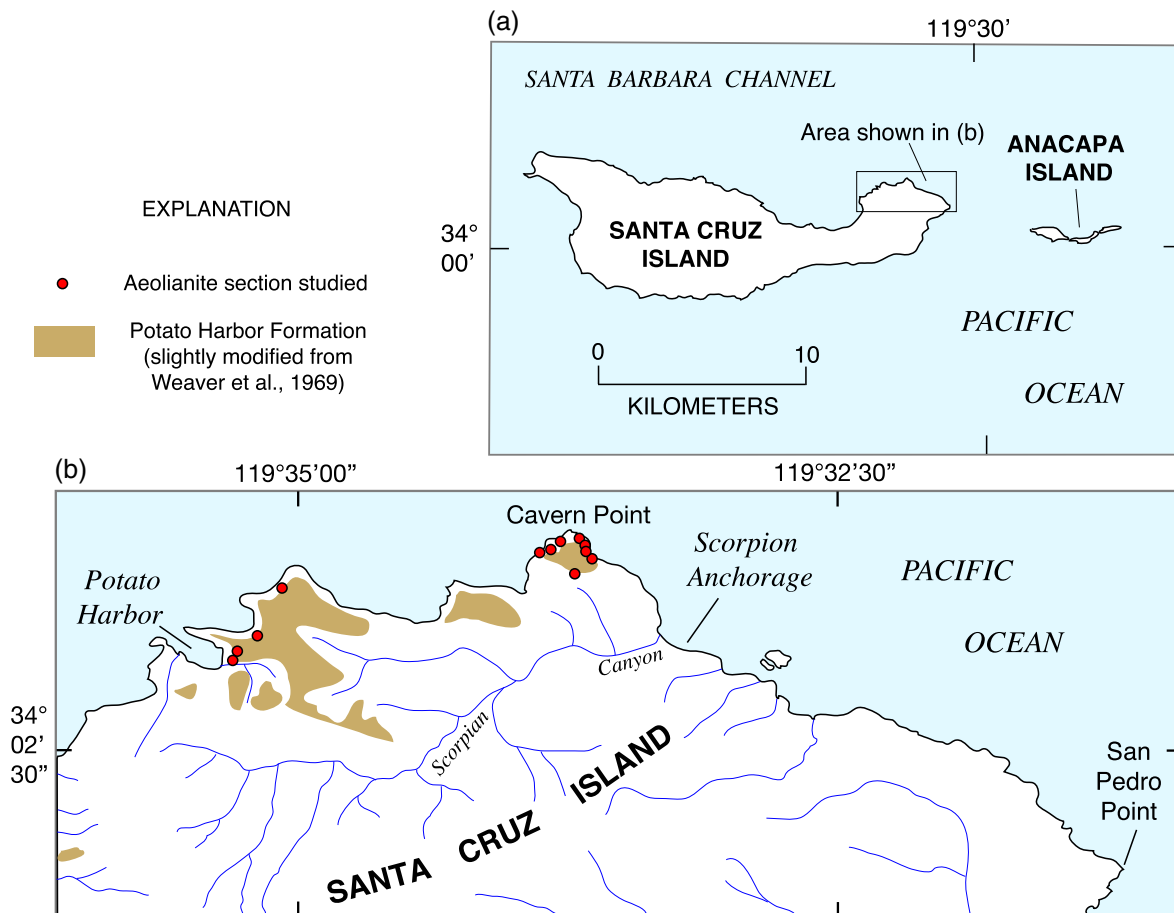 (a)
119°30’
SANTA BARBARA CHANNEL
Area shown in (b)
ANACAPA
ISLAND
SANTA CRUZ
ISLAND
34°
00’
PACIFIC
OCEAN
0 10
KILOMETERS
EXPLANATION
Aeolianite section studied
Potato Harbor Formation
(slightly modified from
Weaver et al., 1969)
(b)
119°35’00”
119°32’30”
Cavern Point
Scorpion
Anchorage
PACIFIC
OCEAN
Potato
Harbor
Canyon
Scorpian
34°
02’
30”
SANTA CRUZ ISLAND
San
Pedro
Point